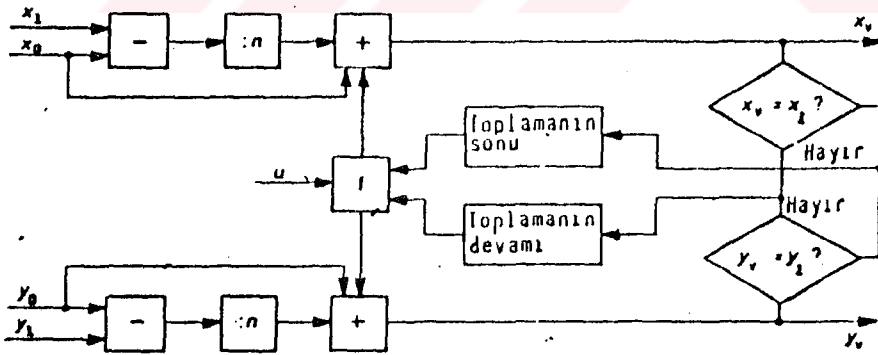 x₁
x₀
−
:n
+
xᵥ
xᵥ = x₁ ?
Toplamanın
sonu
Hayır
u
I
Hayır
Toplamanın
devamı
yᵥ = y₁ ?
y₀
y₁
−
:n
+
yᵥ